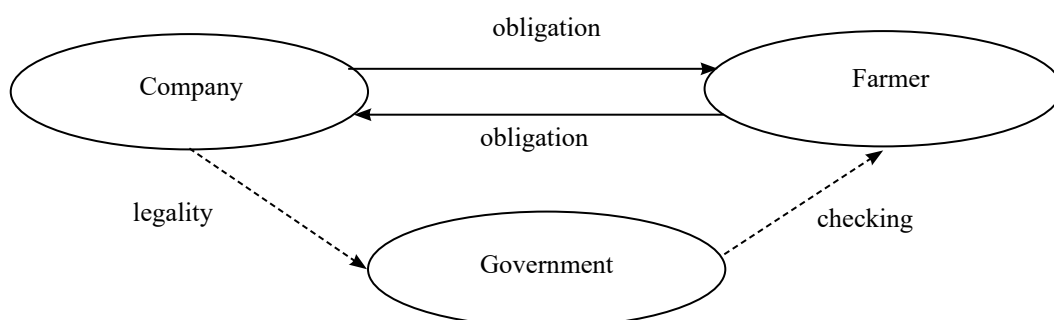 obligation
Company
Farmer
obligation
legality
checking
Government